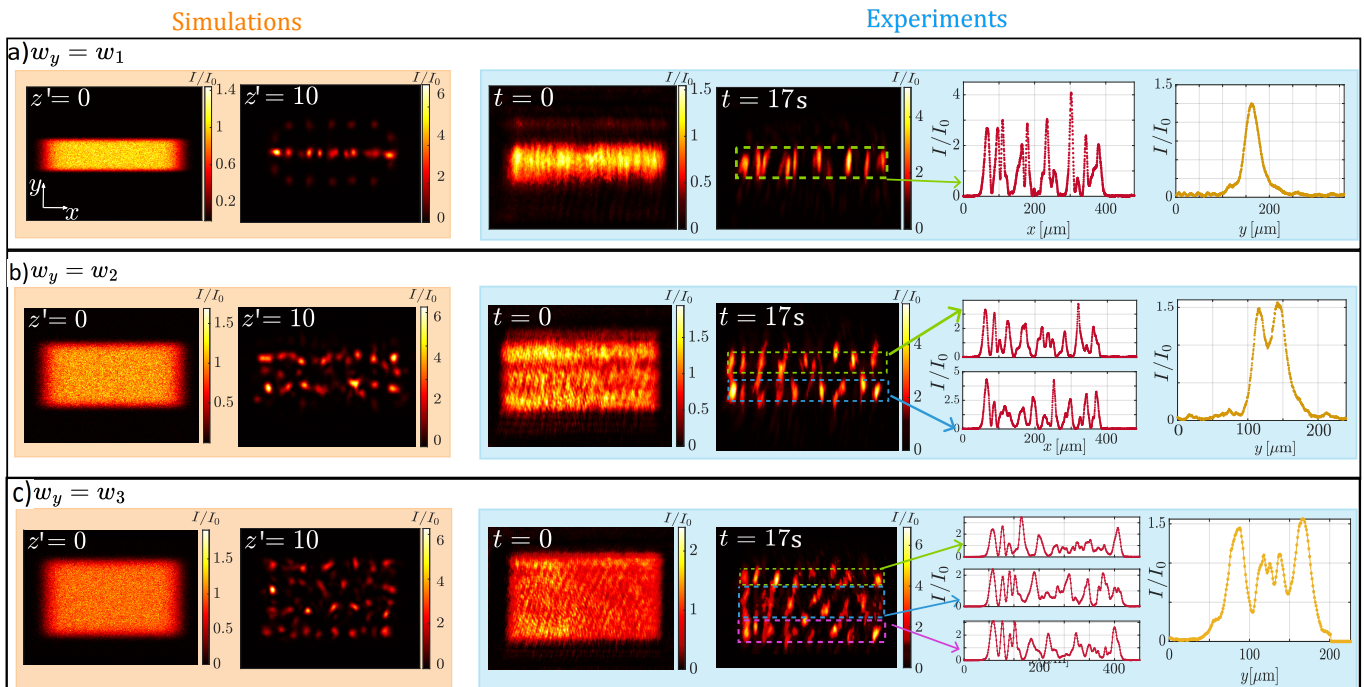 Simulations
Experiments
a) w_y = w_1
I/I_0
z'= 0
1.4
1
0.6
0.2
y
x
I/I_0
z'= 10
6
4
2
0
I/I_0
t = 0
1.5
1
0.5
0
I/I_0
t = 17s
4
2
0
I/I_0
4
2
0
0
200
400
x [μm]
I/I_0
1.5
1
0.5
0
0
200
y [μm]
b) w_y = w_2
I/I_0
z'= 0
1.5
1
0.5
0
I/I_0
z'= 10
6
4
2
0
I/I_0
t = 0
1.5
1
0.5
0
I/I_0
t = 17s
4
2
0
I/I_0
2
0
5
2.5
0
0
200
400
x [μm]
I/I_0
1.5
1
0.5
0
0
100
200
y [μm]
c) w_y = w_3
I/I_0
z'= 0
1.5
1
0.5
0
I/I_0
z'= 10
6
4
2
0
I/I_0
t = 0
2
1
0
I/I_0
t = 17s
6
4
2
0
I/I_0
2
0
2
0
2
0
0
200
400
I/I_0
1.5
1
0.5
0
0
100
200
y[μm]